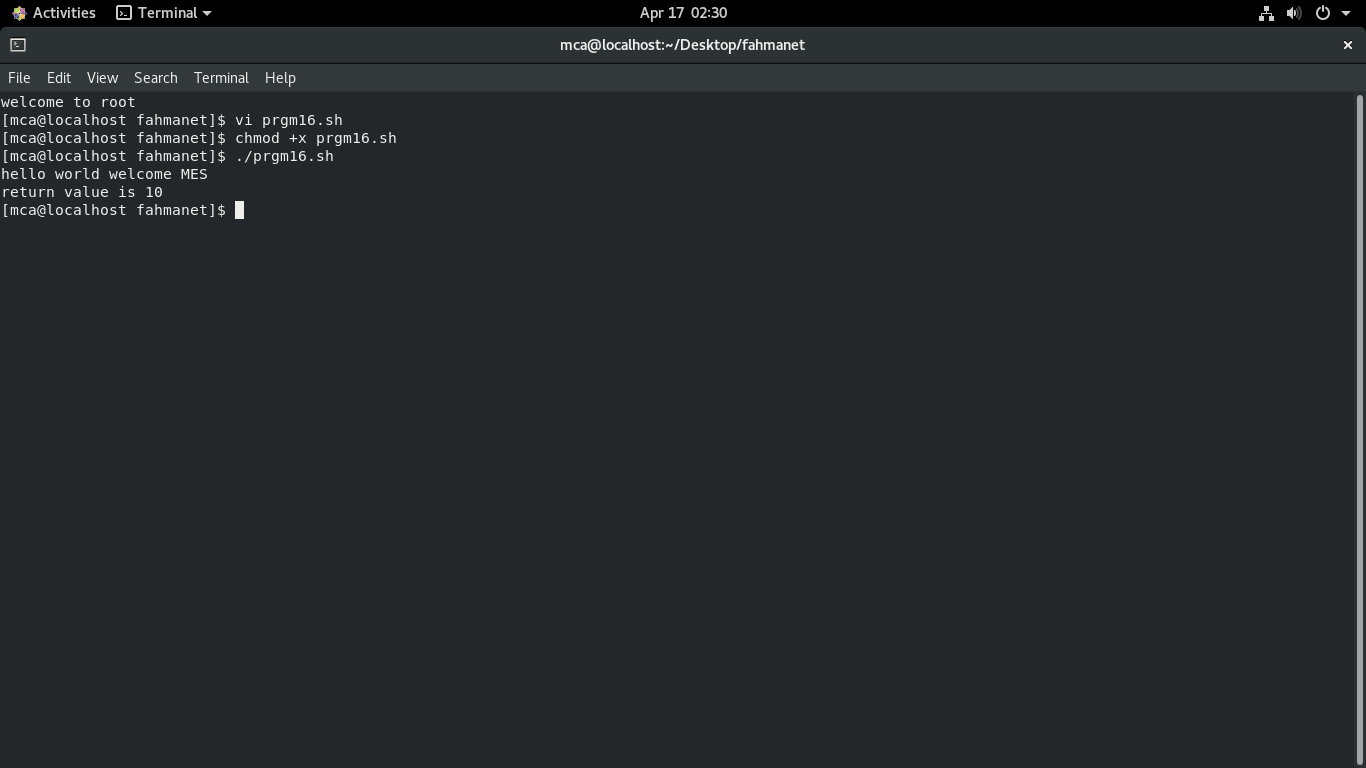 Activities Terminal Apr 17 02:30
mca@localhost:~/Desktop/fahmanet
File Edit View Search Terminal Help
welcome to root
[mca@localhost fahmanet]$ vi prgm16.sh
[mca@localhost fahmanet]$ chmod +x prgm16.sh
[mca@localhost fahmanet]$ ./prgm16.sh
hello world welcome MES
return value is 10
[mca@localhost fahmanet]$